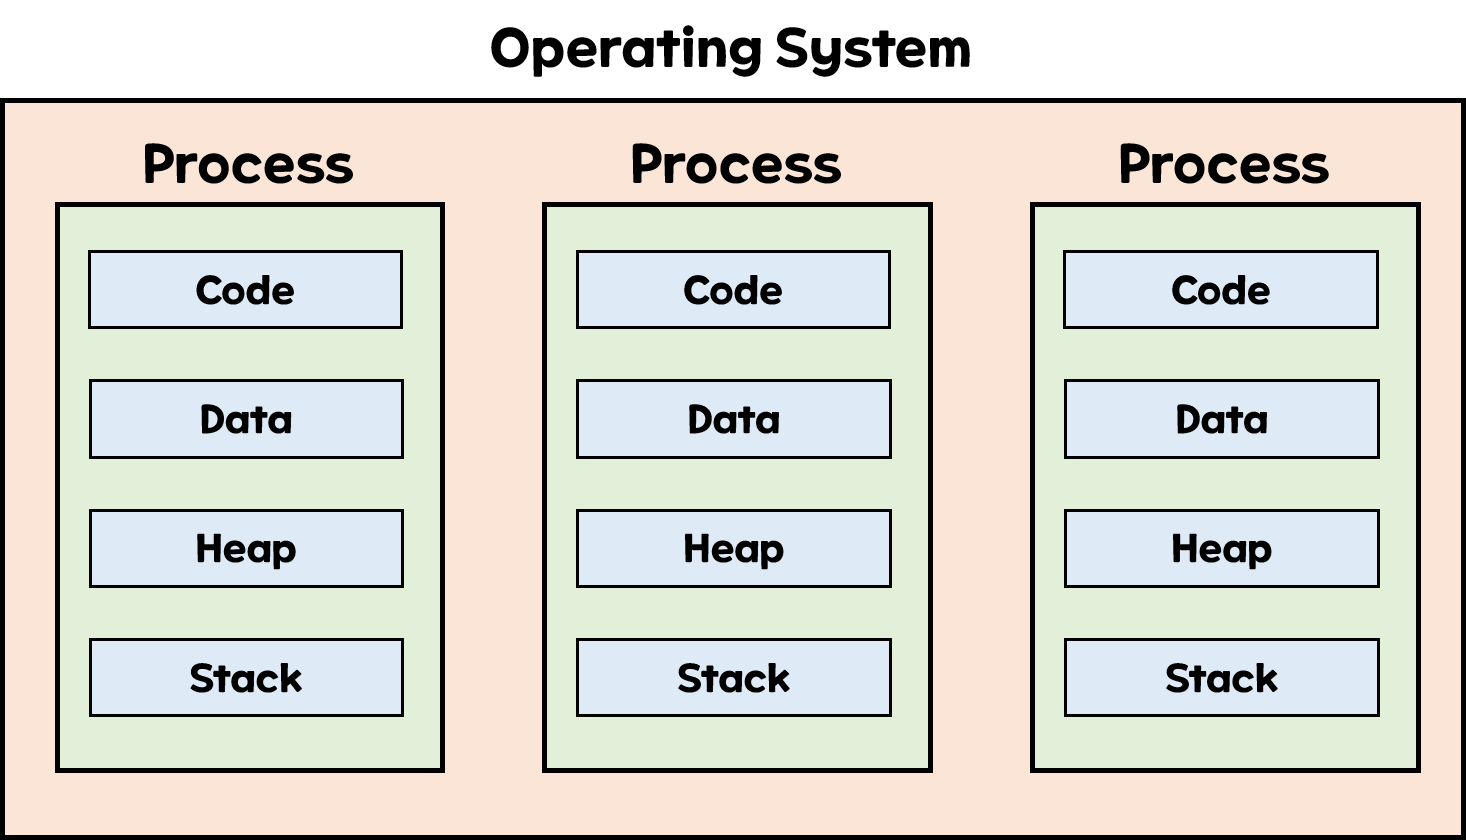 Operating System
Process
Code
Data
Heap
Stack
Process
Code
Data
Heap
Stack
Process
Code
Data
Heap
Stack